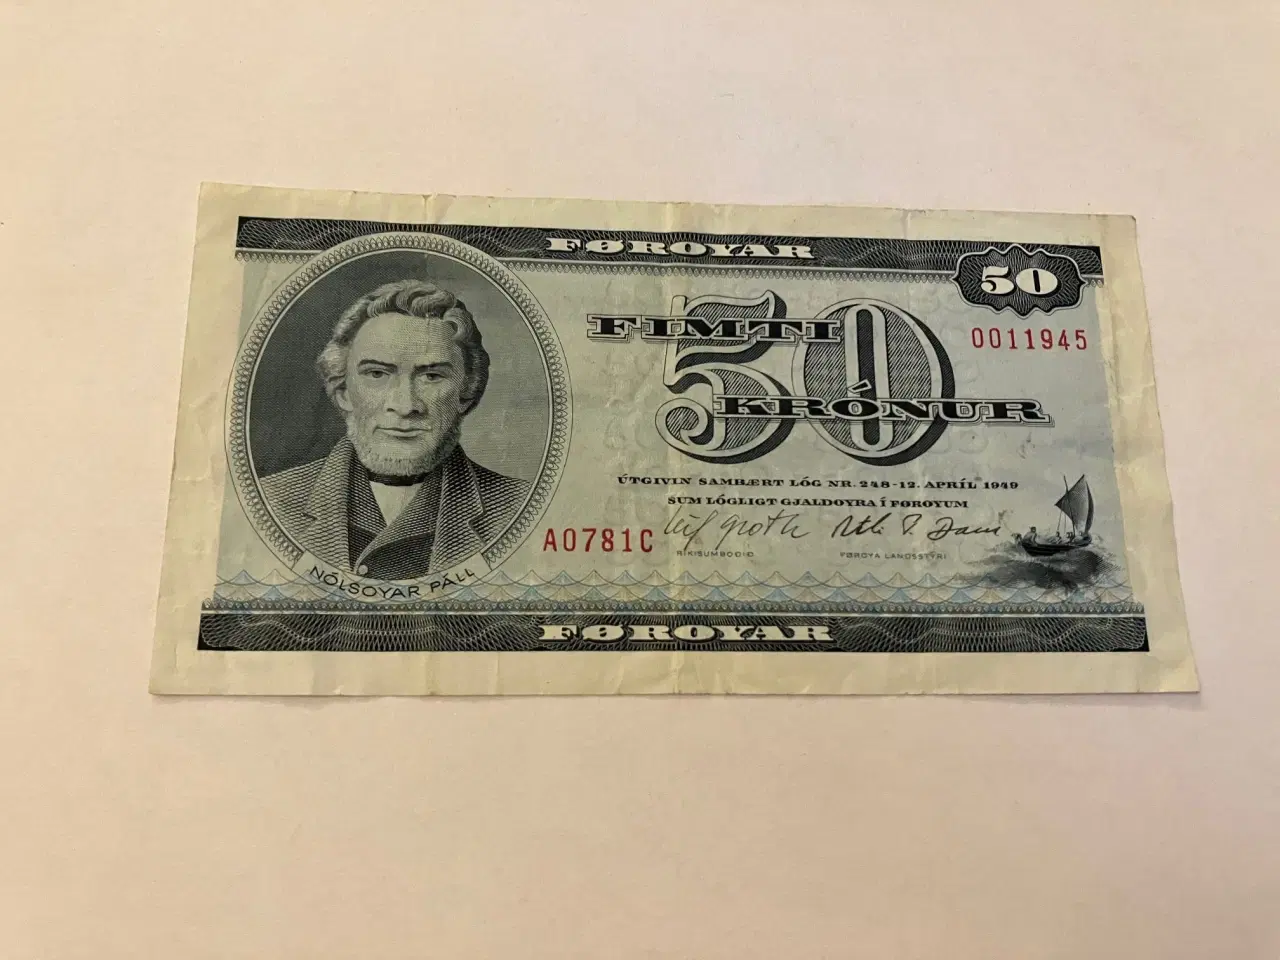 FØROYAR
50
FIMTI
50
0011945
KRÓNUR
ÚTGIVIN SAMBÆRT LÓG NR. 248-12. APRÍL 1949
SUM LÓGLIGT GJALDOYRA Í FØROYUM
A0781C
RÍKISUMBOÐIÐ
FØROYA LANDSSTÝRI
NÓLSOYAR PÁLL
FØROYAR